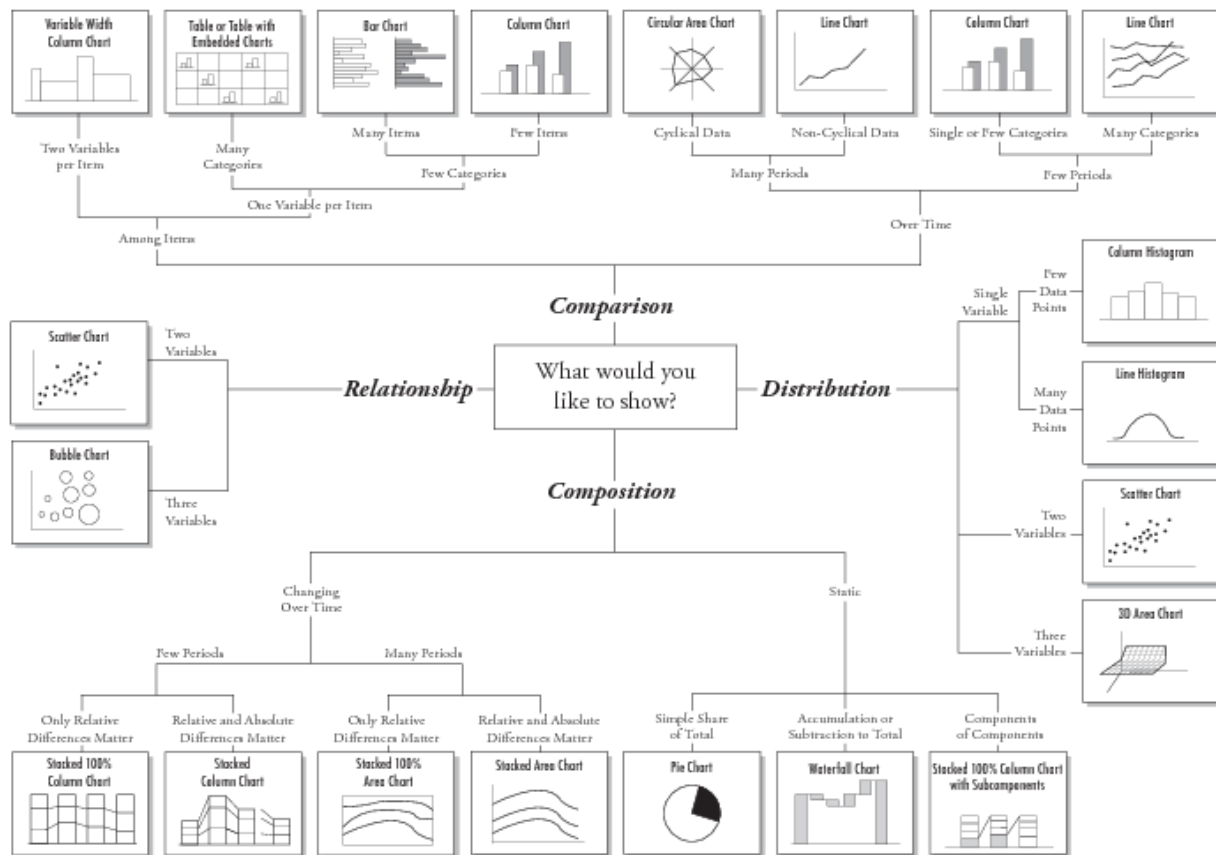 Variable Width
Column Chart
Table or Table with
Embedded Charts
Bar Chart
Column Chart
Circular Area Chart
Line Chart
Column Chart
Line Chart
Two Variables
per Item
Many
Categories
Many Items
Few Items
Cyclical Data
Non-Cyclical Data
Single or Few Categories
Many Categories
Few Categories
Many Periods
Few Periods
One Variable per Item
Among Items
Over Time
Comparison
What would you
like to show?
Relationship
Two
Variables
Scatter Chart
Three
Variables
Bubble Chart
Distribution
Single
Variable
Few
Data
Points
Column Histogram
Many
Data
Points
Line Histogram
Two
Variables
Scatter Chart
Three
Variables
3D Area Chart
Composition
Changing
Over Time
Static
Few Periods
Many Periods
Only Relative
Differences Matter
Relative and Absolute
Differences Matter
Only Relative
Differences Matter
Relative and Absolute
Differences Matter
Simple Share
of Total
Accumulation or
Subtraction to Total
Components
of Components
Stacked 100%
Column Chart
Stacked
Column Chart
Stacked 100%
Area Chart
Stacked Area Chart
Pie Chart
Waterfall Chart
Stacked 100% Column Chart
with Subcomponents